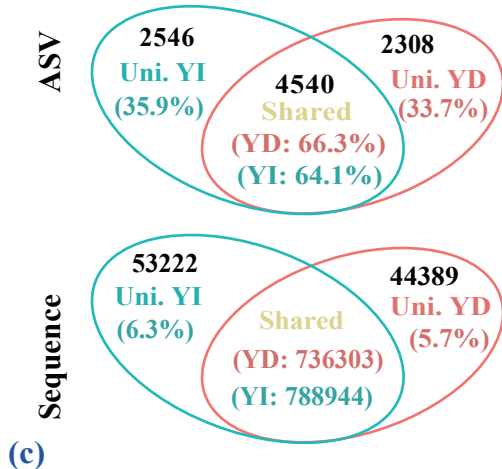 ASV
2546
Uni. YI
(35.9%)
4540
Shared
(YD: 66.3%)
(YI: 64.1%)
2308
Uni. YD
(33.7%)
Sequence
53222
Uni. YI
(6.3%)
Shared
(YD: 736303)
(YI: 788944)
44389
Uni. YD
(5.7%)
(c)